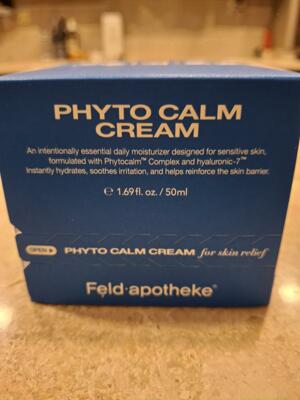 PHYTO CALM
CREAM
An intentionally essential daily moisturizer designed for sensitive skin,
formulated with Phytocalm™ Complex and hyaluronic-7™
Instantly hydrates, soothes irritation, and helps reinforce the skin barrier.
℮ 1.69 fl. oz. / 50ml
OPEN ▶ PHYTO CALM CREAM for skin relief
Feld·apotheke®